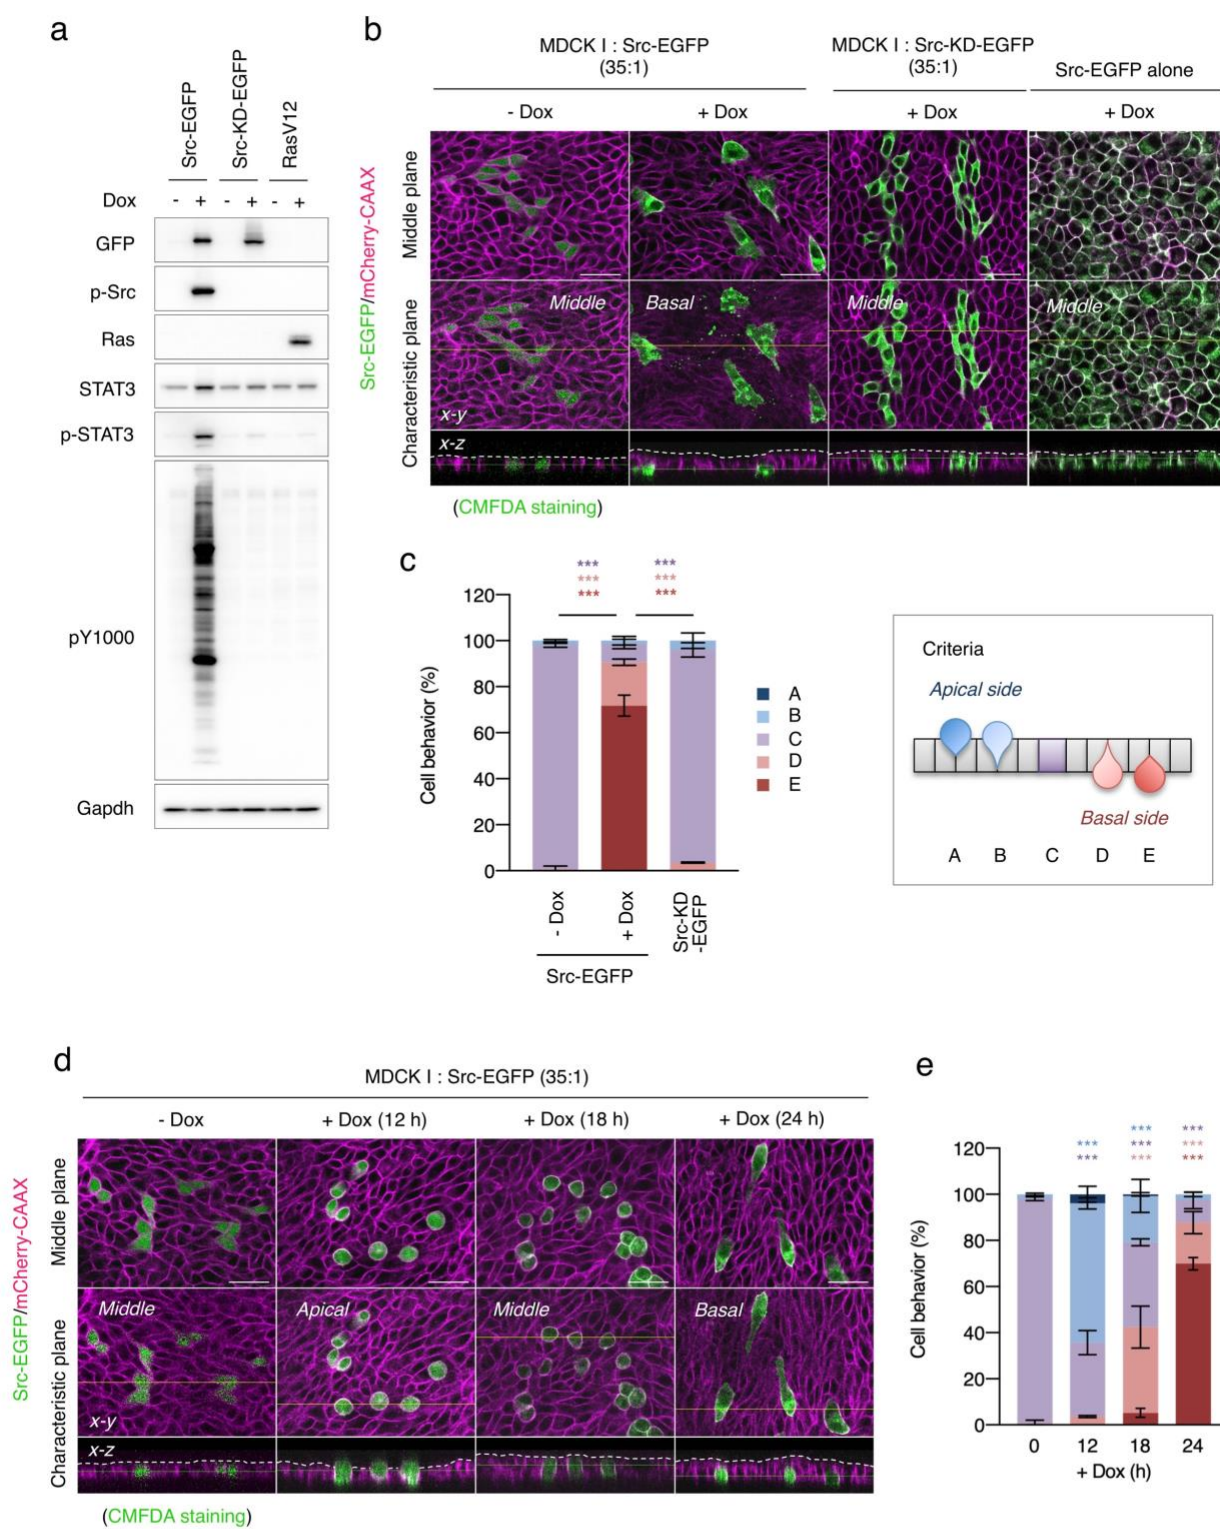 a
Src-EGFP
Src-KD-EGFP
RasV12
Dox - + - + - +
GFP
p-Src
Ras
STAT3
p-STAT3
pY1000
Gapdh
b
MDCK I : Src-EGFP
(35:1)
MDCK I : Src-KD-EGFP
(35:1)
Src-EGFP alone
- Dox
+ Dox
+ Dox
+ Dox
Src-EGFP/mCherry-CAAX
Middle plane
Characteristic plane
Middle
Basal
Middle
Middle
x-y
x-z
(CMFDA staining)
c
***
***
***
***
***
***
Cell behavior (%)
120
100
80
60
40
20
0
- Dox
+ Dox
Src-KD
-EGFP
Src-EGFP
A
B
C
D
E
Criteria
Apical side
Basal side
A B C D E
d
MDCK I : Src-EGFP (35:1)
- Dox
+ Dox (12 h)
+ Dox (18 h)
+ Dox (24 h)
Src-EGFP/mCherry-CAAX
Middle plane
Characteristic plane
Middle
Apical
Middle
Basal
x-y
x-z
(CMFDA staining)
e
***
***
***
***
***
***
***
***
Cell behavior (%)
120
100
80
60
40
20
0
0 12 18 24
+ Dox (h)